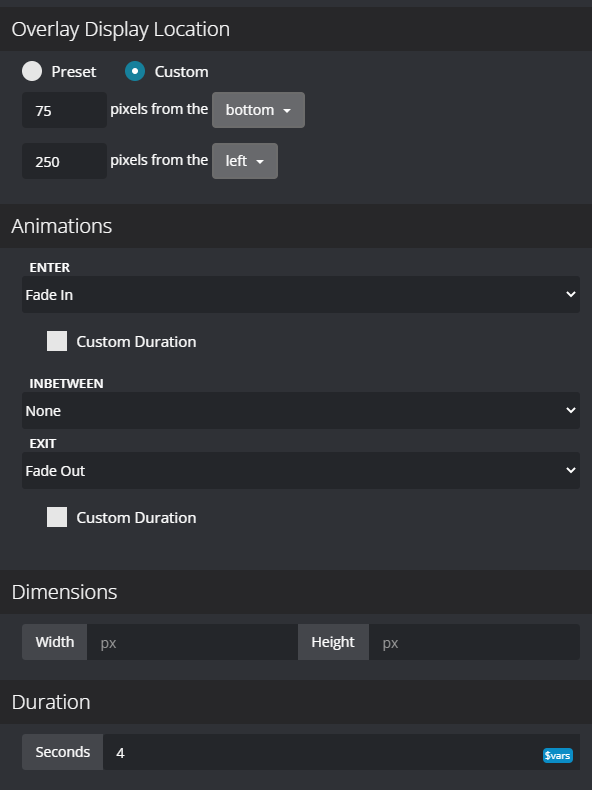 Overlay Display Location
Preset Custom
75 pixels from the bottom
250 pixels from the left
Animations
ENTER
Fade In
Custom Duration
INBETWEEN
None
EXIT
Fade Out
Custom Duration
Dimensions
Width px Height px
Duration
Seconds 4 $vars